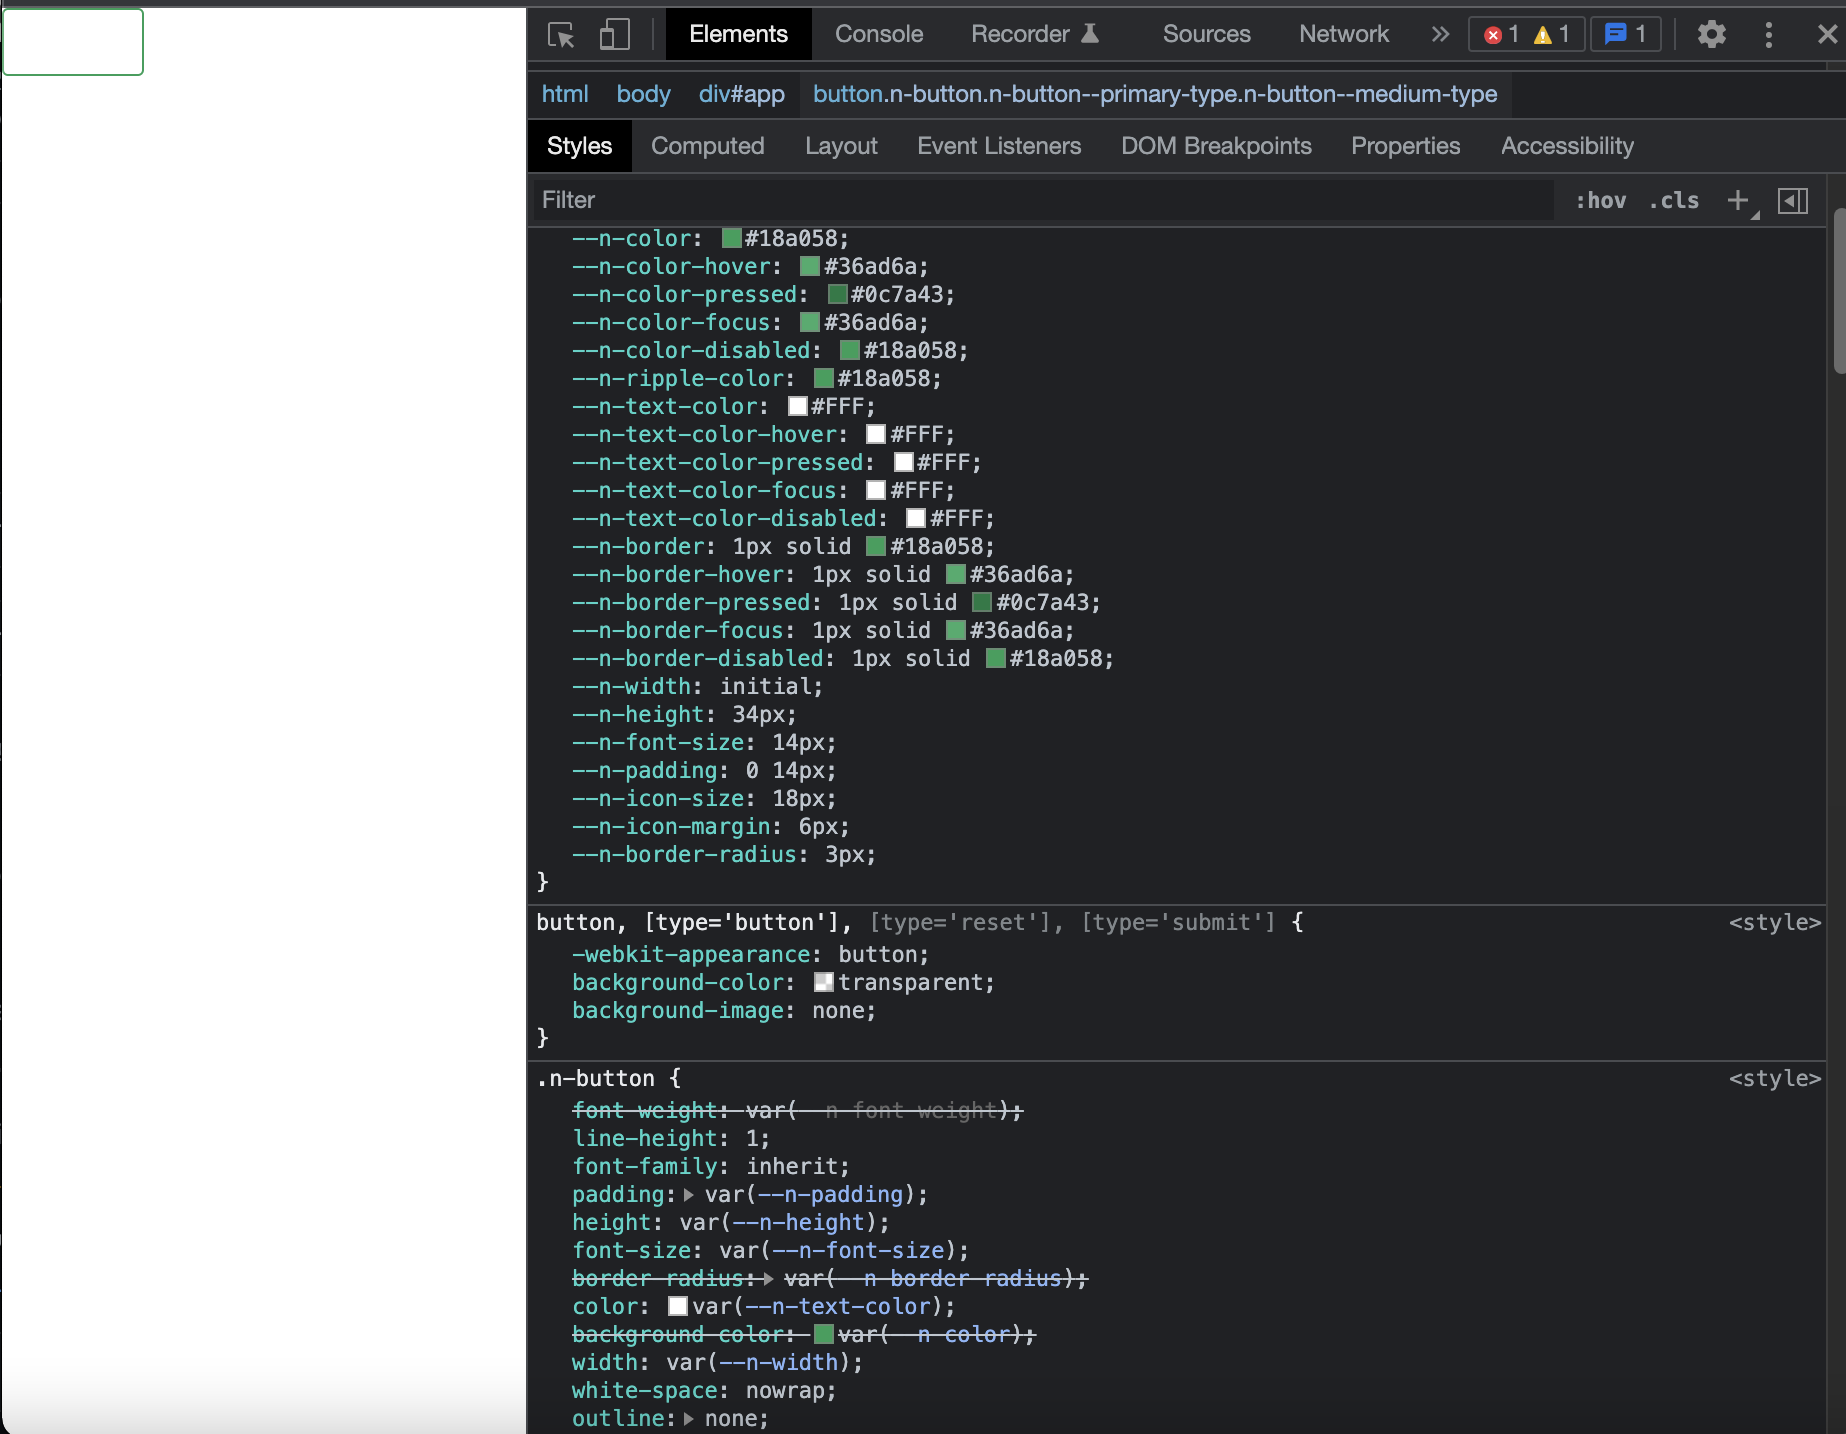 Elements Console Recorder Sources Network » 1 1 1
html body div#app button.n-button.n-button--primary-type.n-button--medium-type
Styles Computed Layout Event Listeners DOM Breakpoints Properties Accessibility
Filter :hov .cls +
--n-color: #18a058;
--n-color-hover: #36ad6a;
--n-color-pressed: #0c7a43;
--n-color-focus: #36ad6a;
--n-color-disabled: #18a058;
--n-ripple-color: #18a058;
--n-text-color: #FFF;
--n-text-color-hover: #FFF;
--n-text-color-pressed: #FFF;
--n-text-color-focus: #FFF;
--n-text-color-disabled: #FFF;
--n-border: 1px solid #18a058;
--n-border-hover: 1px solid #36ad6a;
--n-border-pressed: 1px solid #0c7a43;
--n-border-focus: 1px solid #36ad6a;
--n-border-disabled: 1px solid #18a058;
--n-width: initial;
--n-height: 34px;
--n-font-size: 14px;
--n-padding: 0 14px;
--n-icon-size: 18px;
--n-icon-margin: 6px;
--n-border-radius: 3px;
}
button, [type='button'], [type='reset'], [type='submit'] { <style>
-webkit-appearance: button;
background-color: transparent;
background-image: none;
}
.n-button { <style>
font-weight: var(--n-font-weight);
line-height: 1;
font-family: inherit;
padding: var(--n-padding);
height: var(--n-height);
font-size: var(--n-font-size);
border-radius: var(--n-border-radius);
color: var(--n-text-color);
background-color: var(--n-color);
width: var(--n-width);
white-space: nowrap;
outline: none;